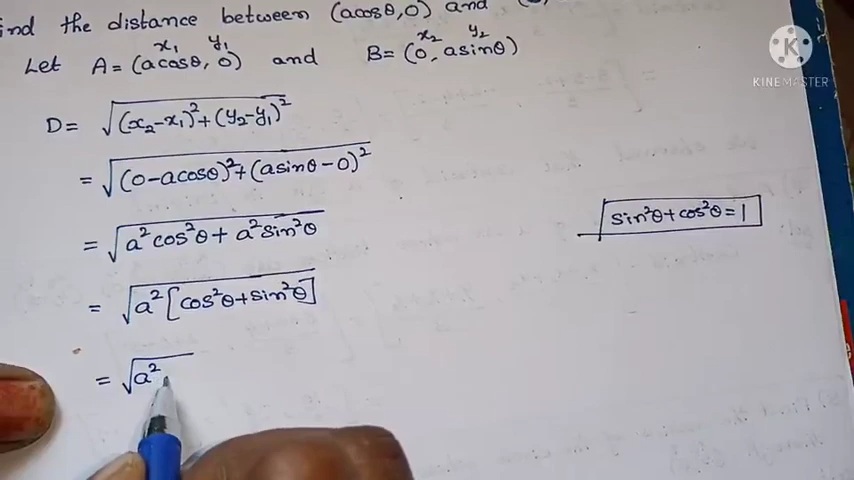 ind the distance between (acosθ,0) and
x₁ y₁ x₂ y₂
Let A = (acosθ, 0) and B = (0, asinθ)
D = √(x₂-x₁)²+(y₂-y₁)²
= √(0-acosθ)²+(asinθ-0)²
= √a²cos²θ + a²sin²θ
sin²θ+cos²θ=1
= √a²[cos²θ+sin²θ]
= √a²
KINEMASTER